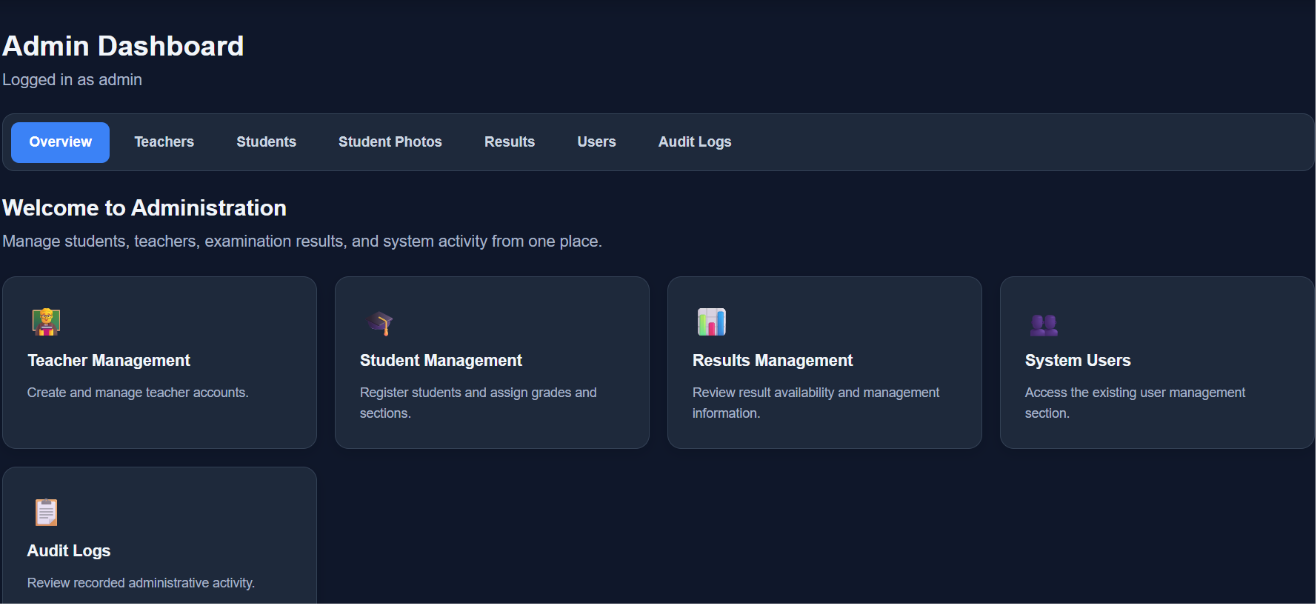 Admin Dashboard
Logged in as admin
Overview Teachers Students Student Photos Results Users Audit Logs
Welcome to Administration
Manage students, teachers, examination results, and system activity from one place.
Teacher Management
Create and manage teacher accounts.
Student Management
Register students and assign grades and
sections.
Results Management
Review result availability and management
information.
System Users
Access the existing user management
section.
Audit Logs
Review recorded administrative activity.